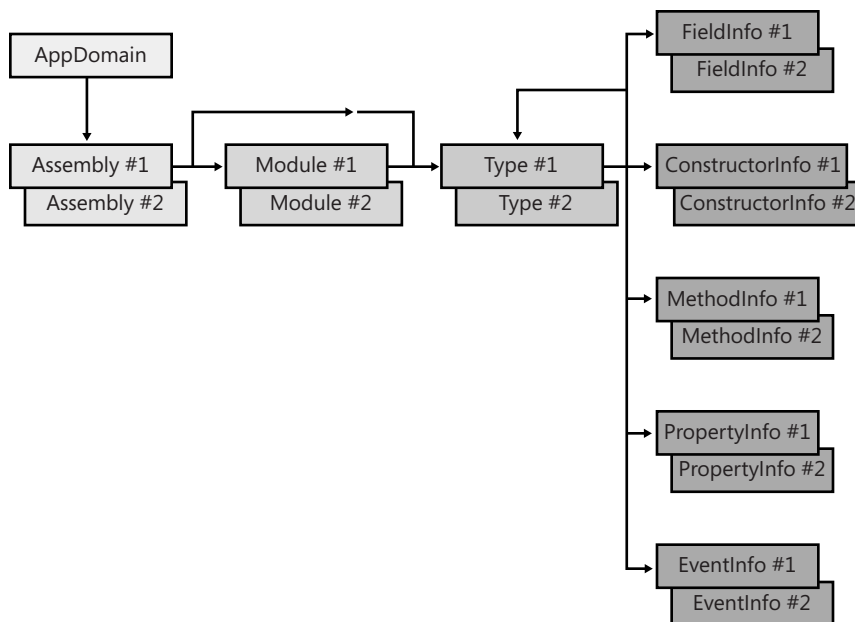 AppDomain
Assembly #1
Assembly #2
Module #1
Module #2
Type #1
Type #2
FieldInfo #1
FieldInfo #2
ConstructorInfo #1
ConstructorInfo #2
MethodInfo #1
MethodInfo #2
PropertyInfo #1
PropertyInfo #2
EventInfo #1
EventInfo #2